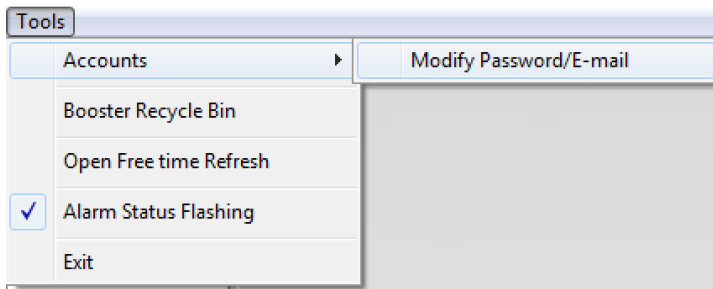 Tools
Accounts
Modify Password/E-mail
Booster Recycle Bin
Open Free time Refresh
Alarm Status Flashing
Exit